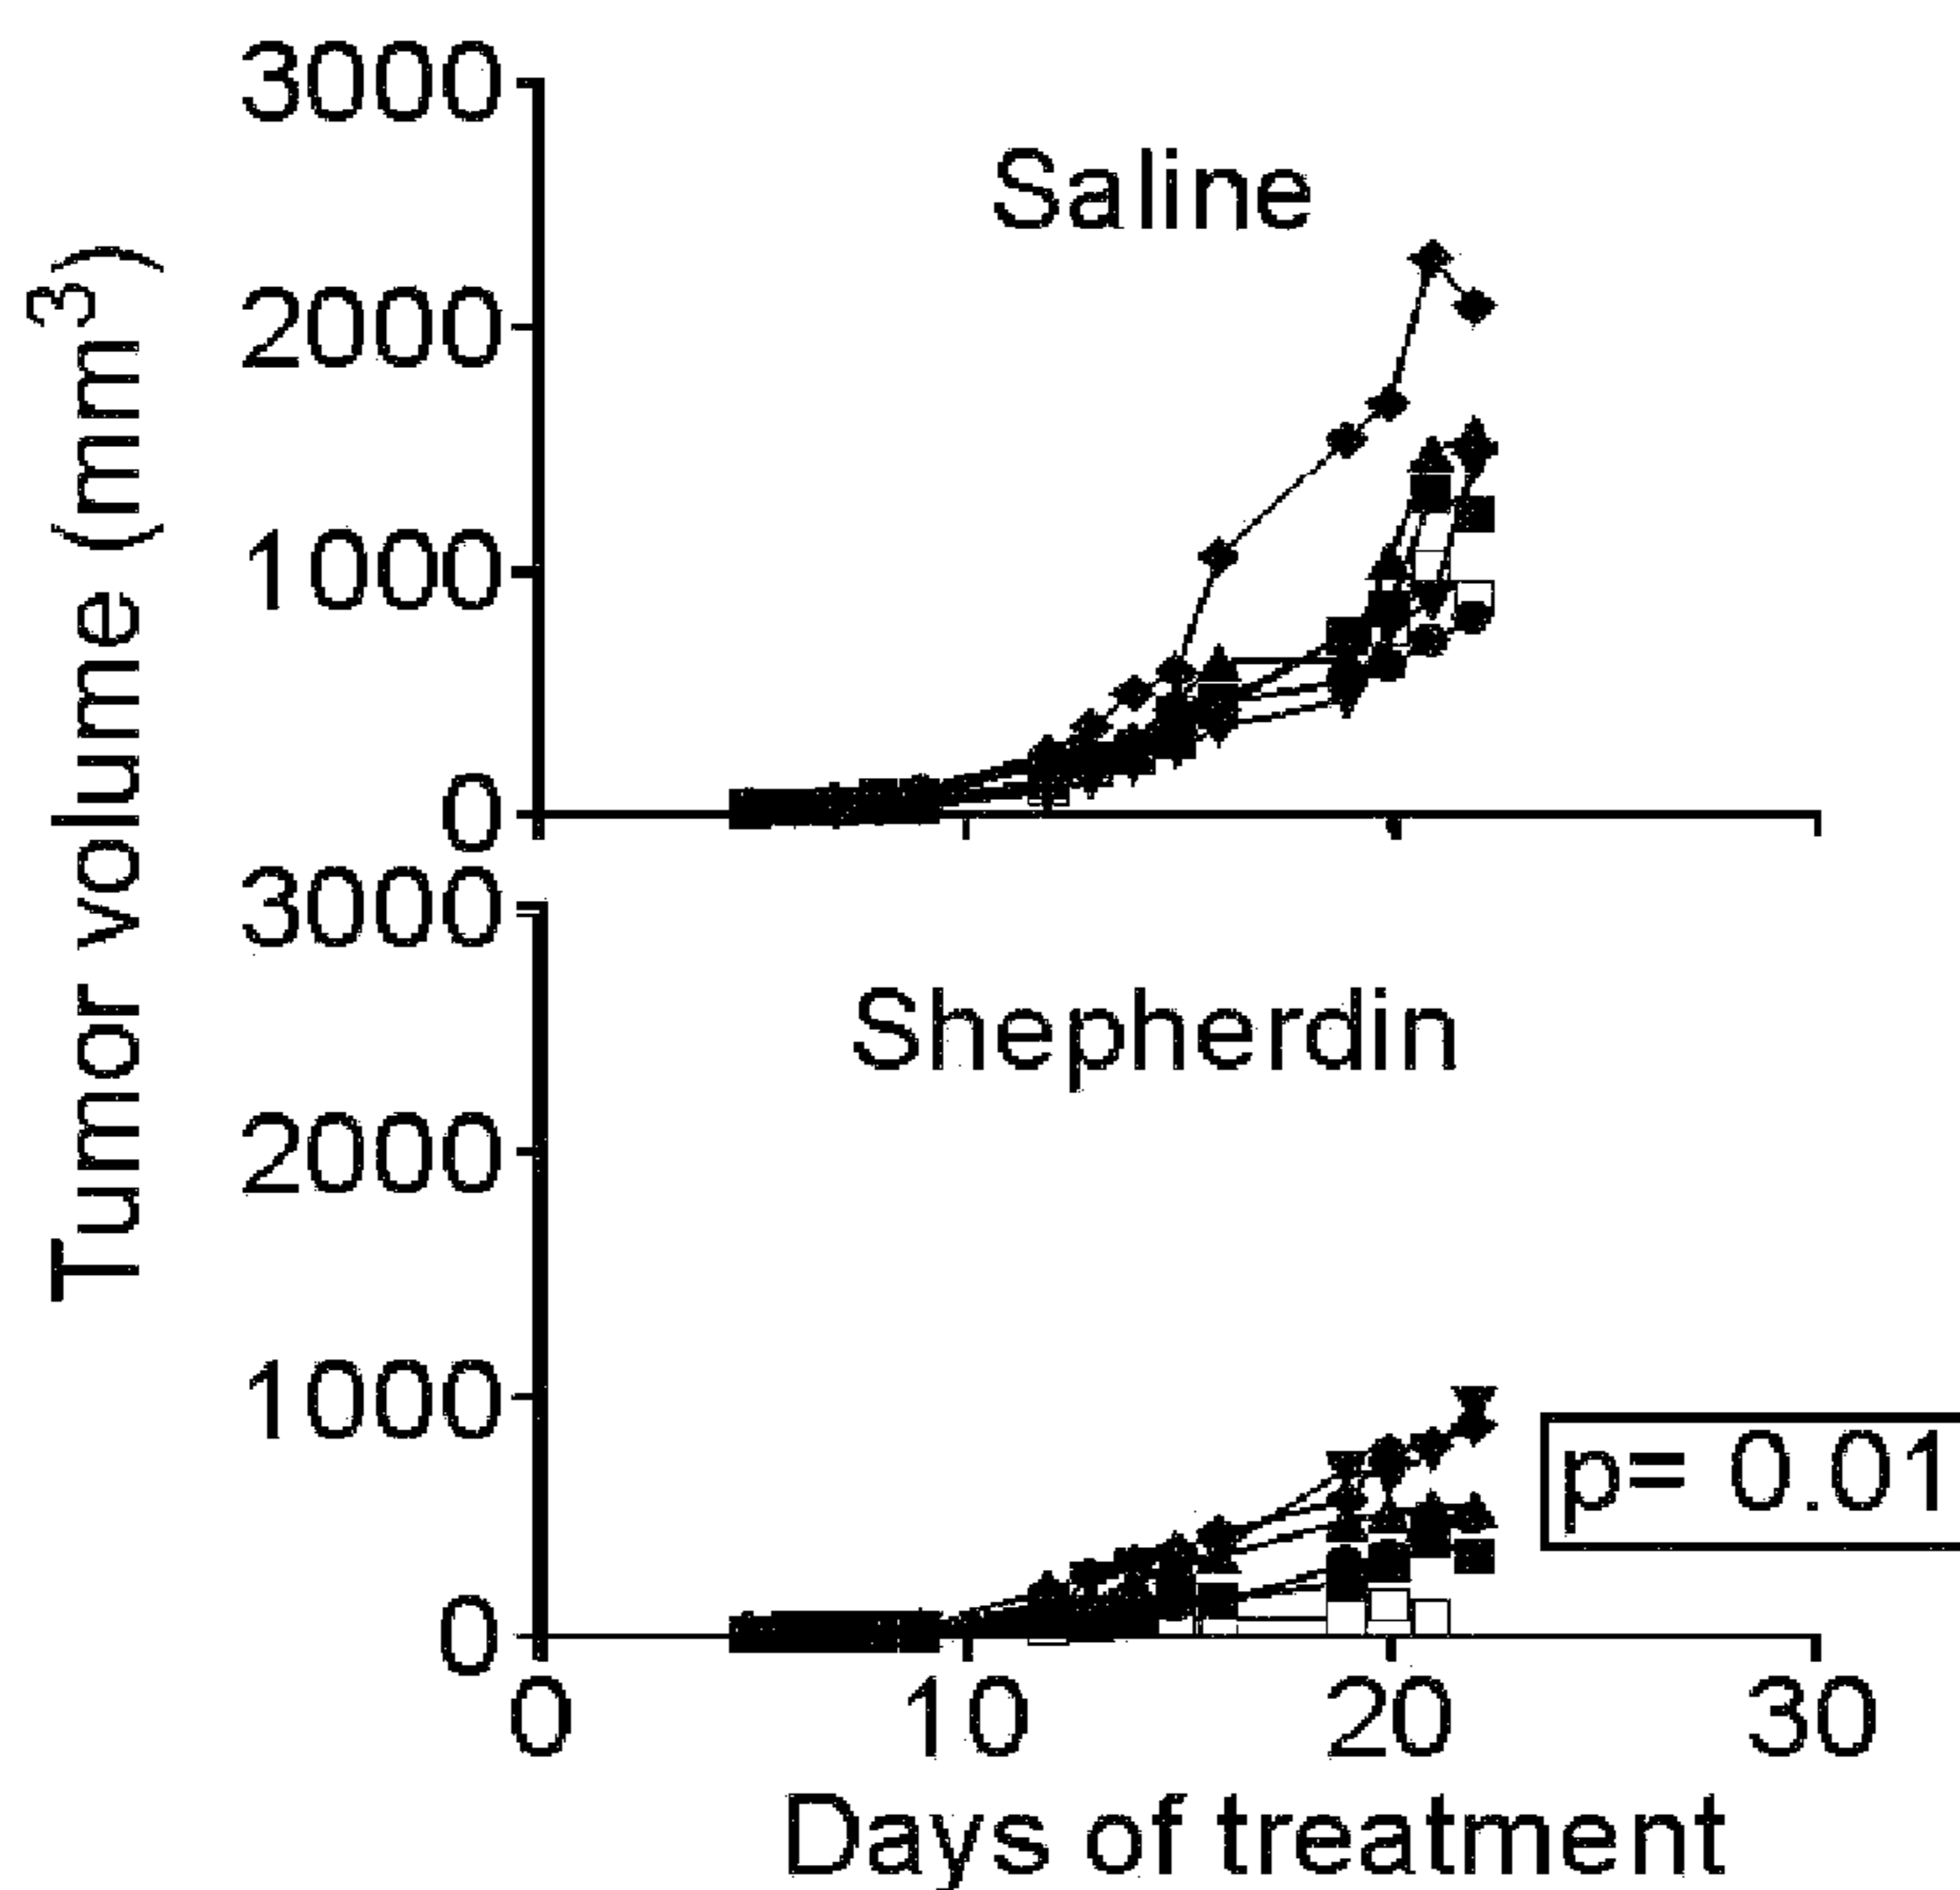 Tumor volume (mm³)
3000
Saline
2000
1000
0
3000
Shepherdin
2000
1000
p= 0.01
0
0 10 20 30
Days of treatment